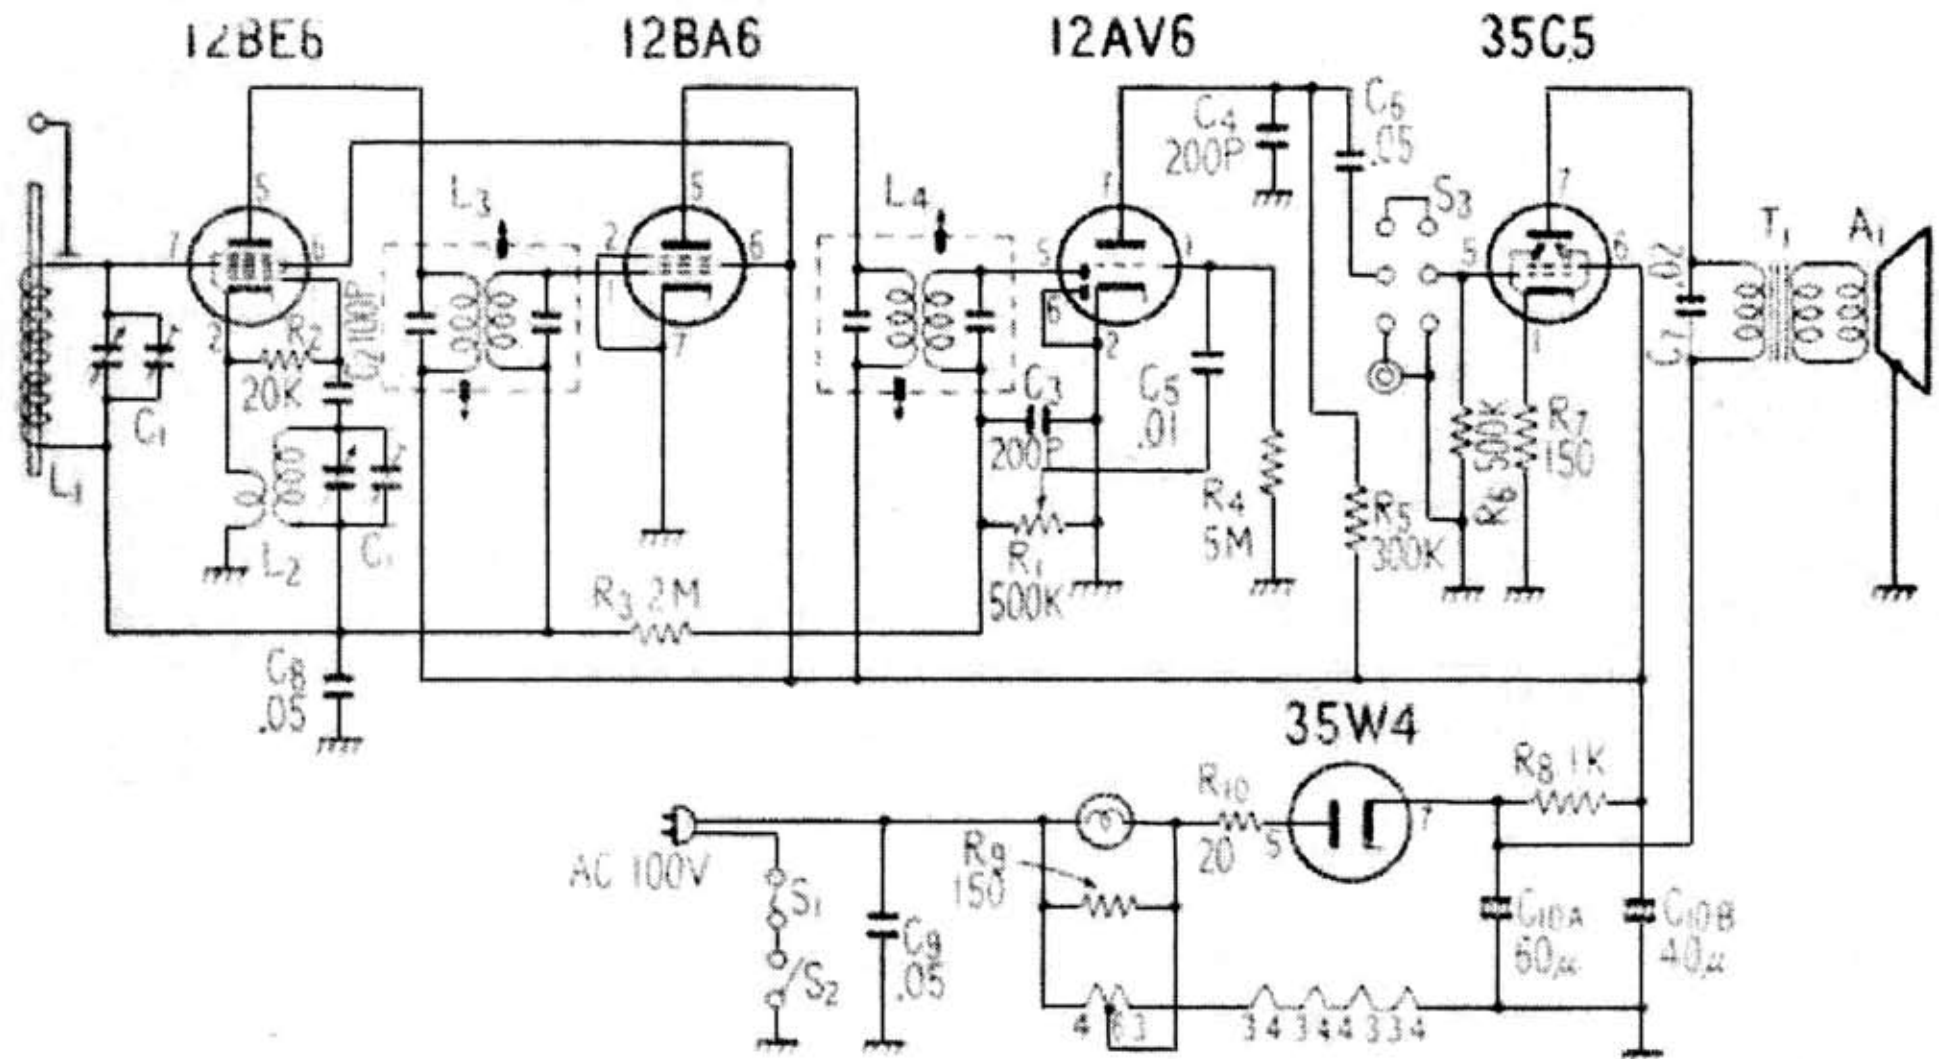 12BE6
12BA6
12AV6
35C5
C4
200P
C6
.05
5
5
1
7
L3
L4
S3
T1
A1
7
6
2
6
5
1
5
6
.02
1
6
2
R2
20K
C2 100P
7
2
1
C7
C1
C3
200P
C5
.01
500K
R6
R7
150
L1
L2
C1
R1
500K
R4
5M
R5
300K
R3 2M
C8
.05
35W4
AC 100V
S1
S2
C9
.05
R9
150
R10
20
5
7
R8 1K
C10A
60μ
C10B
40μ
4 6 3
3 4 3 4 4 3 3 4